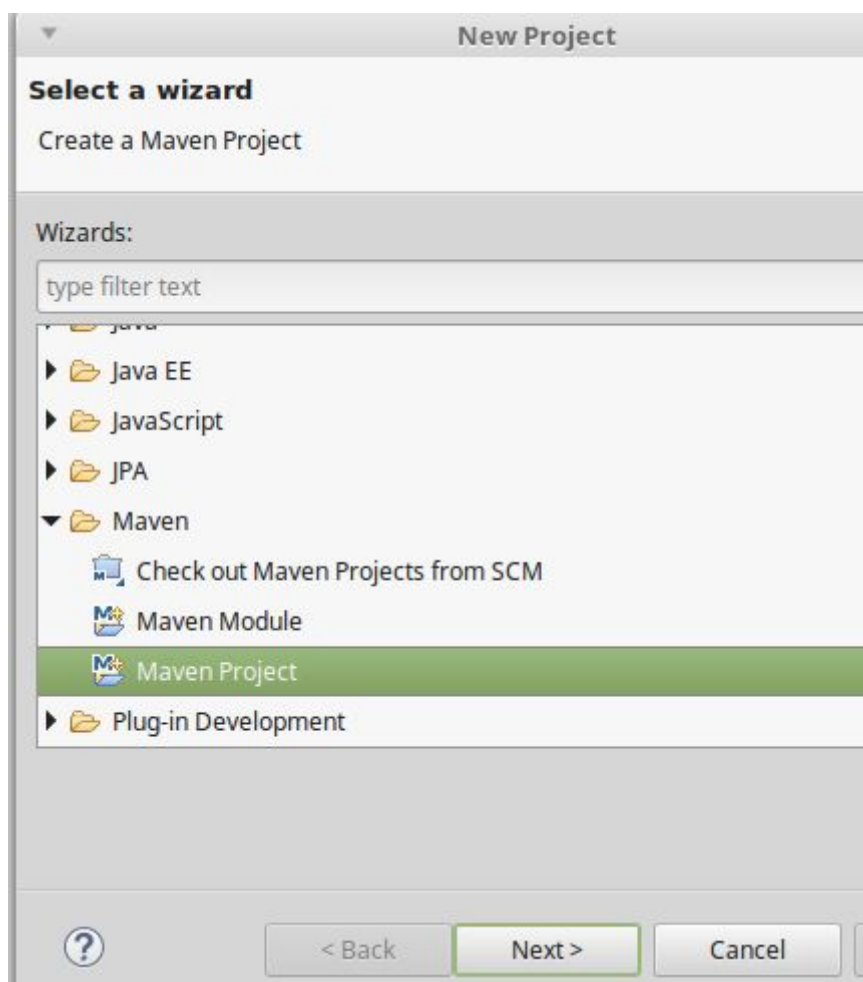 New Project
Select a wizard
Create a Maven Project
Wizards:
type filter text
Java
Java EE
JavaScript
JPA
Maven
Check out Maven Projects from SCM
Maven Module
Maven Project
Plug-in Development
? < Back Next > Cancel